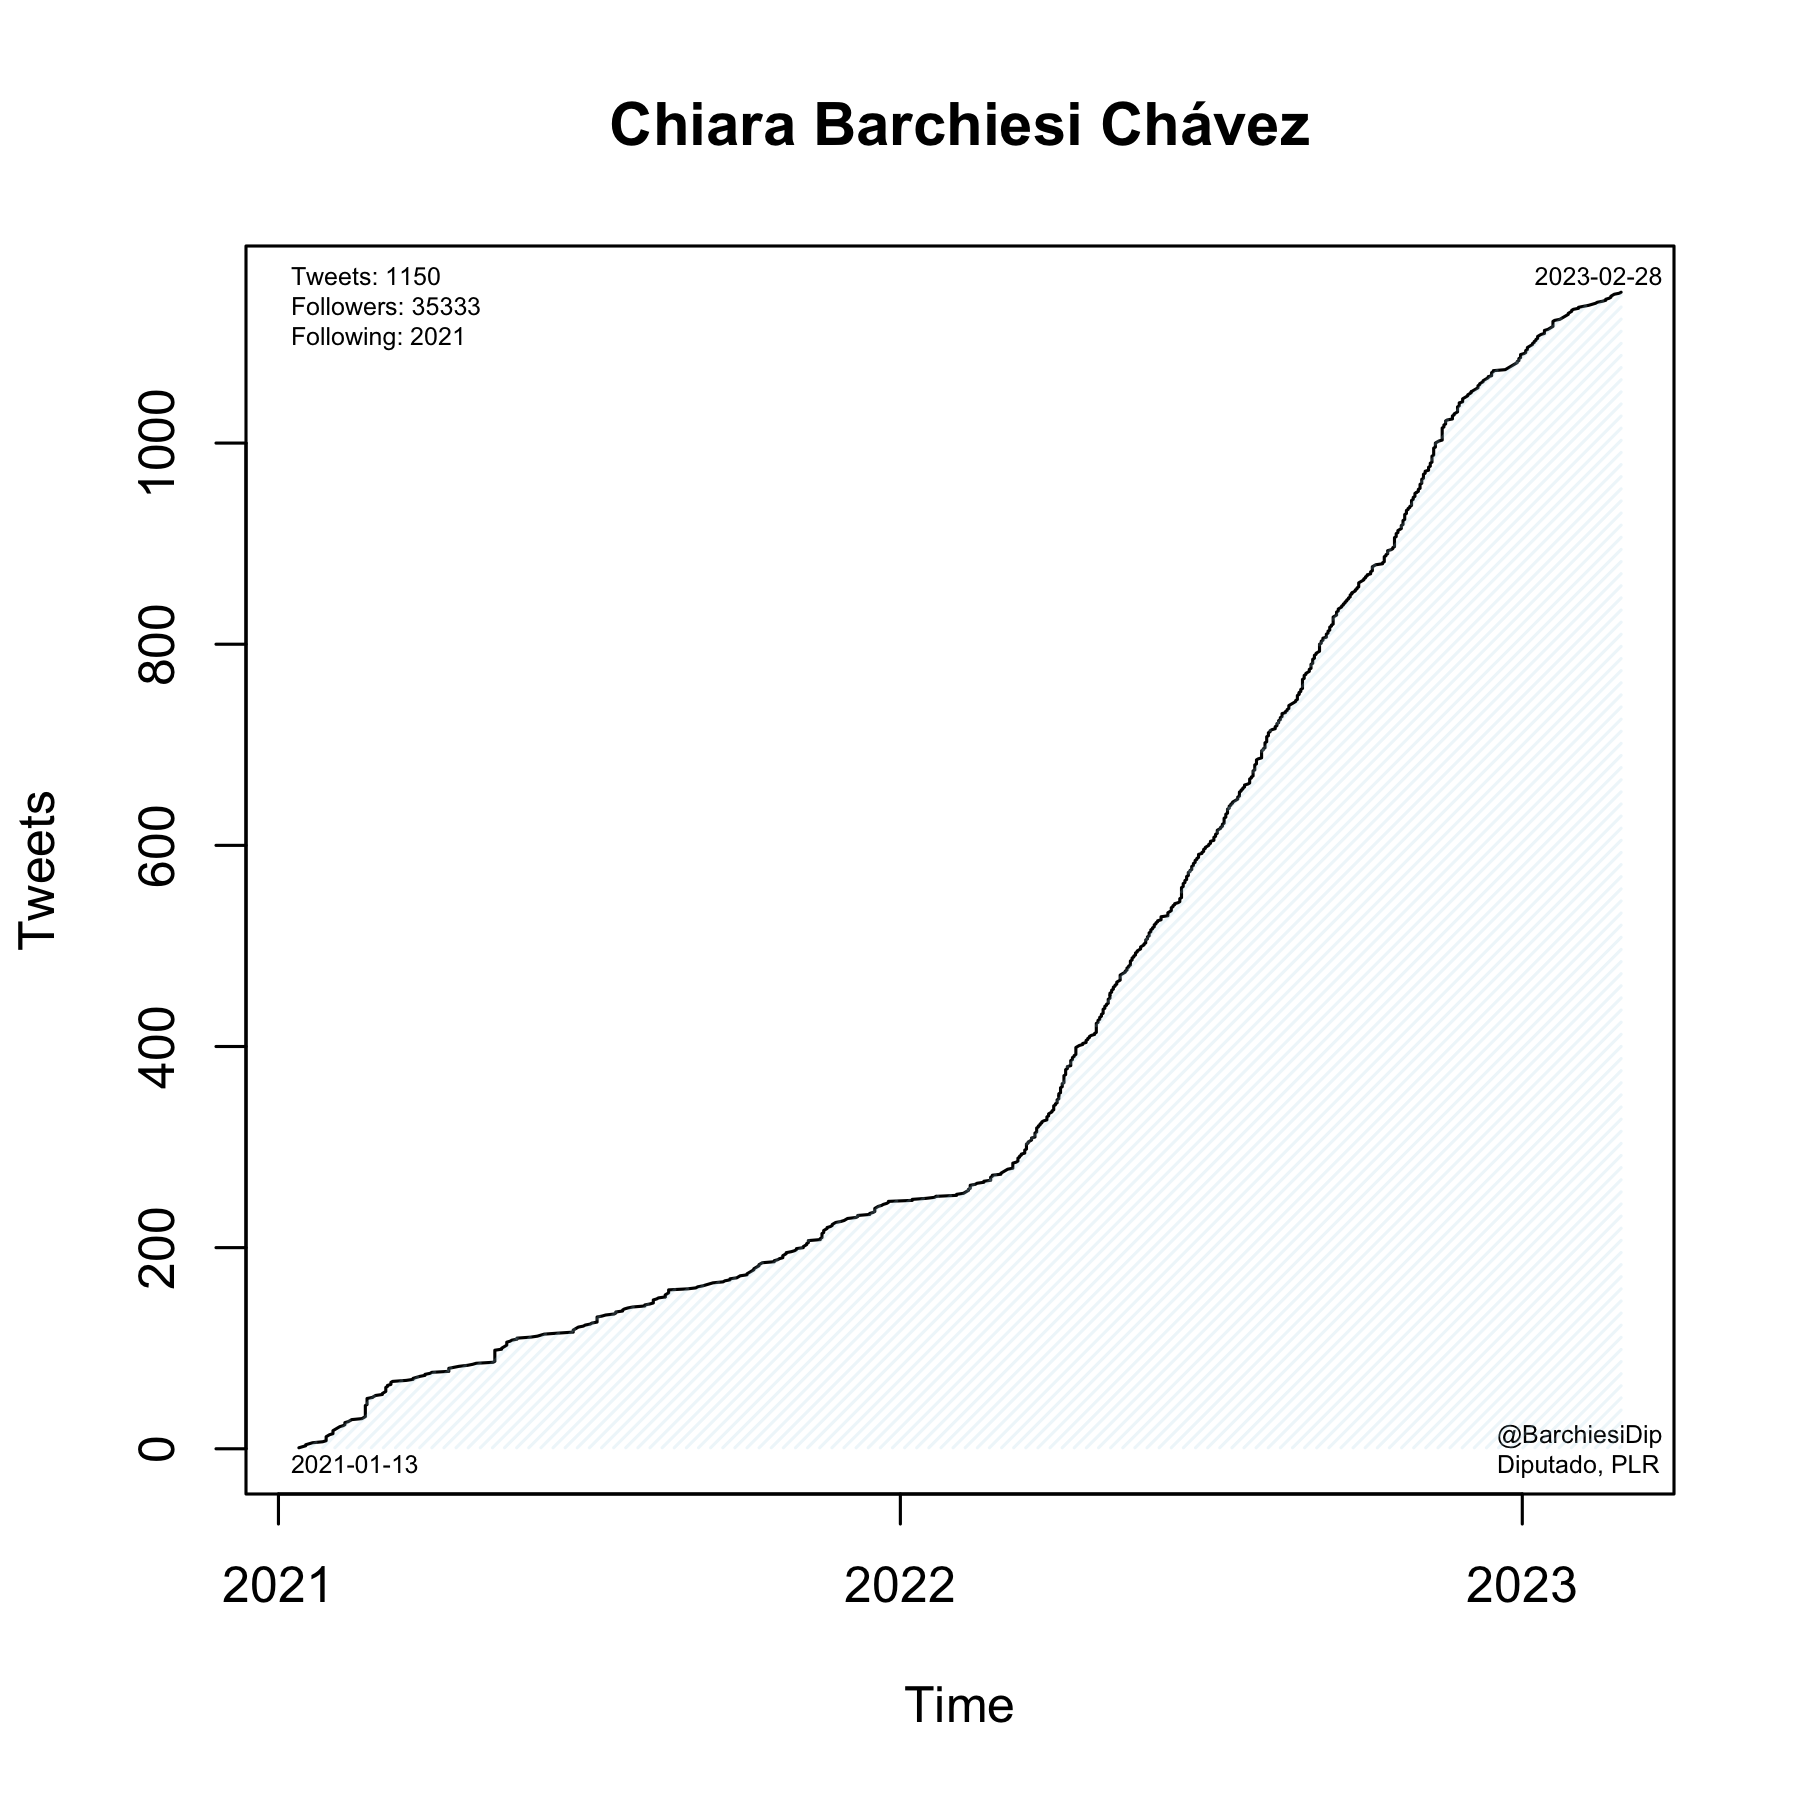 Chiara Barchiesi Chávez
Tweets: 1150
Followers: 35333
Following: 2021
2023-02-28
1000
800
600
400
200
0
Tweets
2021-01-13
@BarchiesiDip
Diputado, PLR
2021
2022
2023
Time